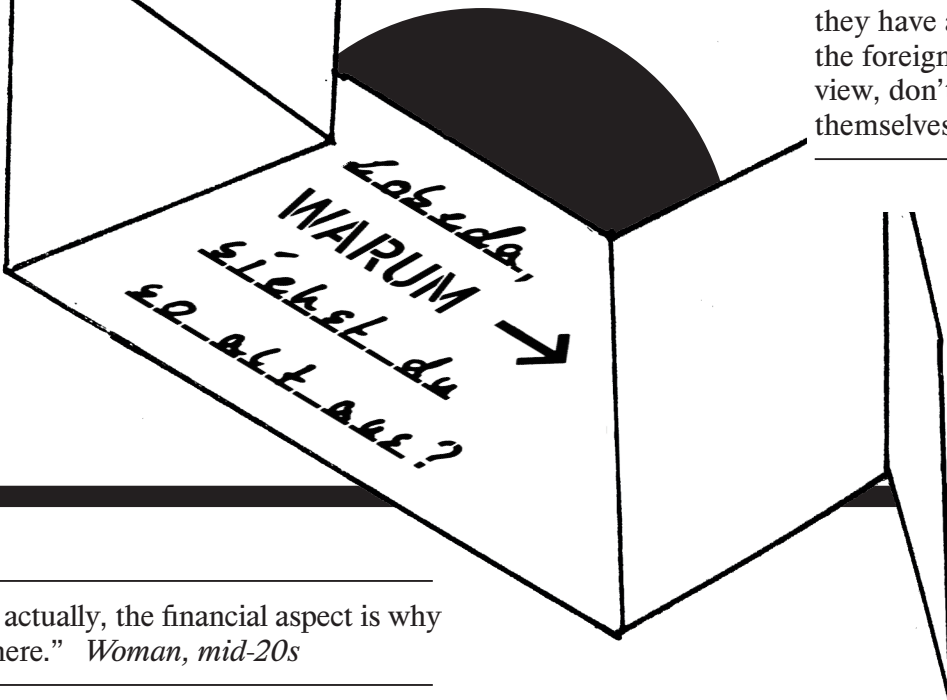 they have a
the foreign
view, don’t
themselves
Lobeda,
WARUM
siehst du
so alt aus?
actually, the financial aspect is why
here.” Woman, mid-20s